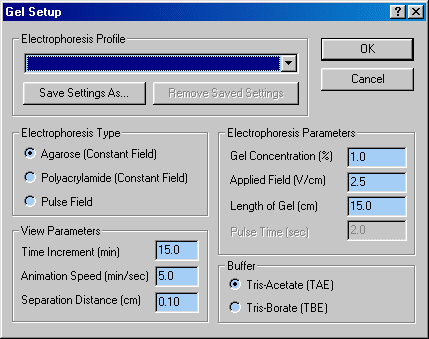 Gel Setup
Electrophoresis Profile
OK
Save Settings As...
Remove Saved Settings
Cancel
Electrophoresis Type
Agarose (Constant Field)
Polyacrylamide (Constant Field)
Pulse Field
Electrophoresis Parameters
Gel Concentration (%) 1.0
Applied Field (V/cm) 2.5
Length of Gel (cm) 15.0
Pulse Time (sec) 2.0
View Parameters
Time Increment (min) 15.0
Animation Speed (min/sec) 5.0
Separation Distance (cm) 0.10
Buffer
Tris-Acetate (TAE)
Tris-Borate (TBE)